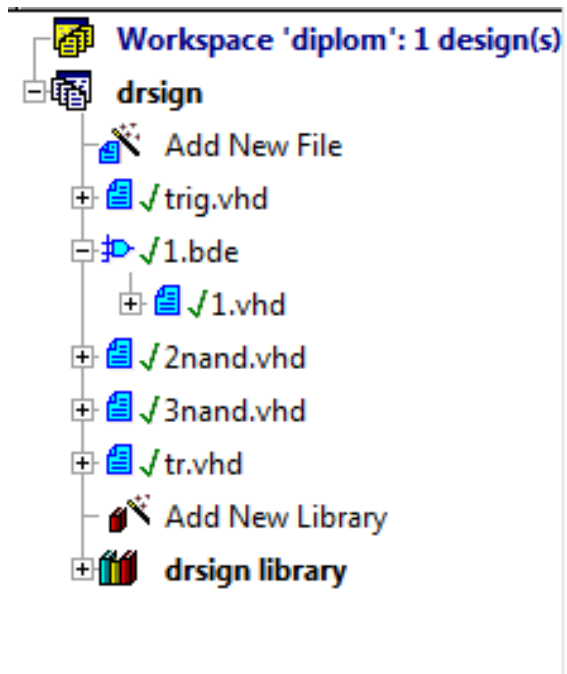 Workspace 'diplom': 1 design(s)
drsign
Add New File
trig.vhd
1.bde
1.vhd
2nand.vhd
3nand.vhd
tr.vhd
Add New Library
drsign library